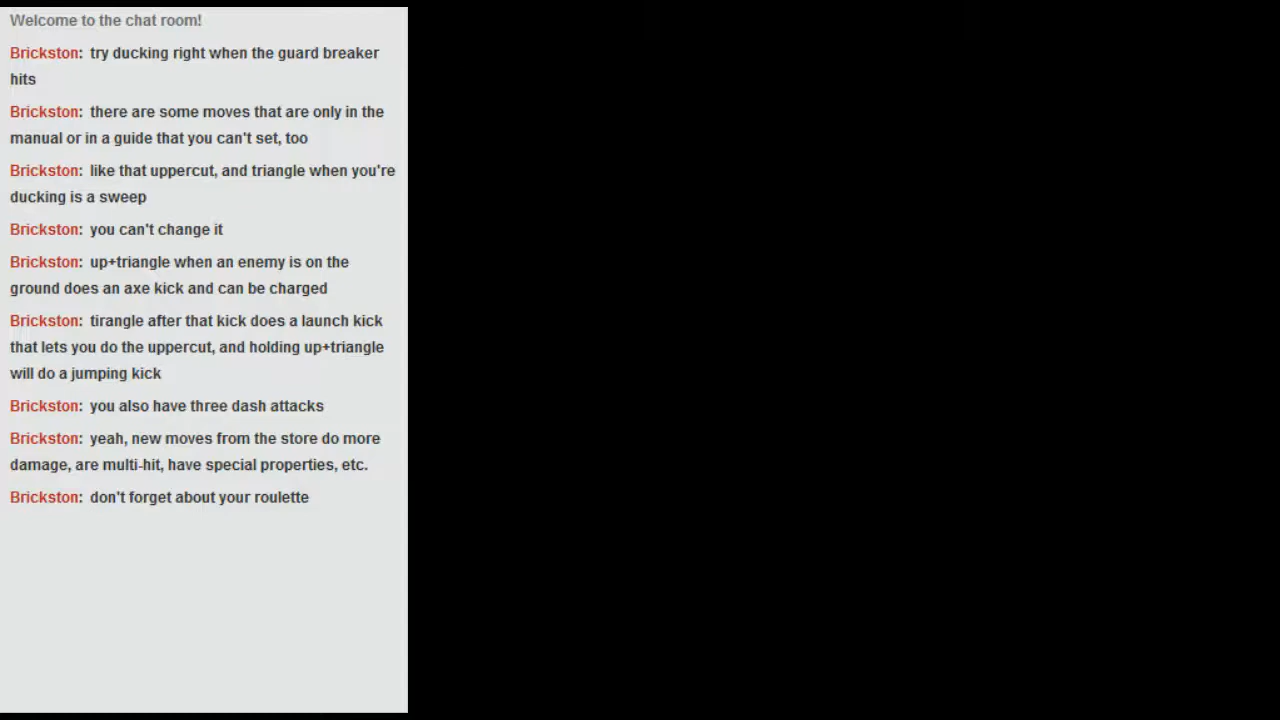 Welcome to the chat room!
Brickston: try ducking right when the guard breaker
hits
Brickston: there are some moves that are only in the
manual or in a guide that you can't set, too
Brickston: like that uppercut, and triangle when you're
ducking is a sweep
Brickston: you can't change it
Brickston: up+triangle when an enemy is on the
ground does an axe kick and can be charged
Brickston: tirangle after that kick does a launch kick
that lets you do the uppercut, and holding up+triangle
will do a jumping kick
Brickston: you also have three dash attacks
Brickston: yeah, new moves from the store do more
damage, are multi-hit, have special properties, etc.
Brickston: don't forget about your roulette